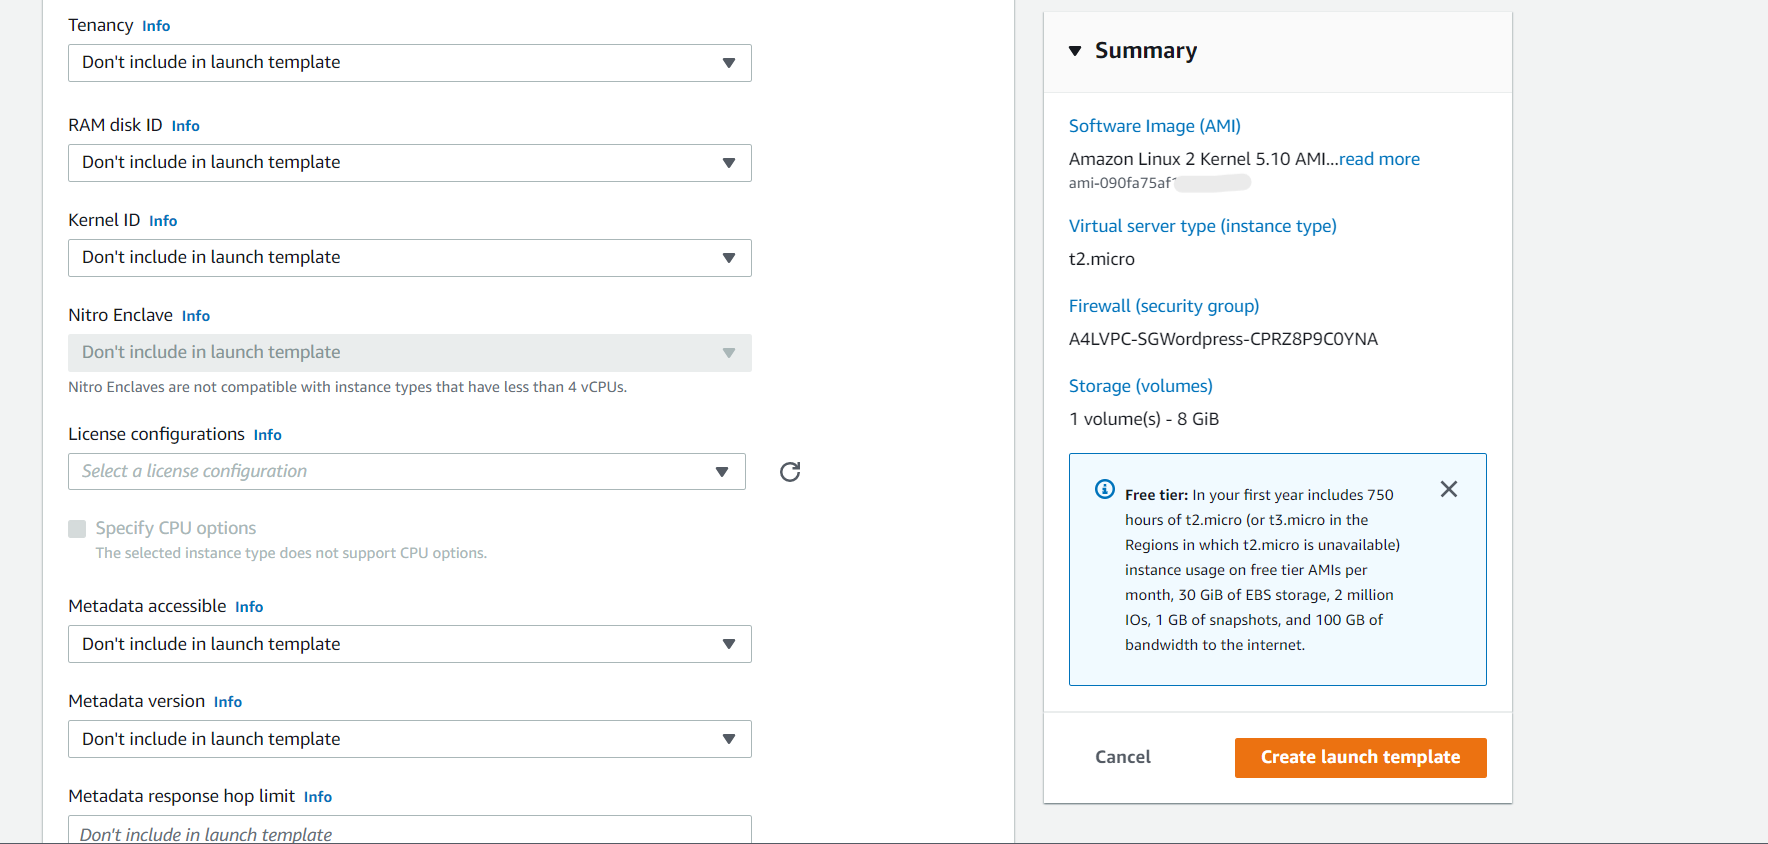 Tenancy Info
Don't include in launch template
RAM disk ID Info
Don't include in launch template
Kernel ID Info
Don't include in launch template
Nitro Enclave Info
Don't include in launch template
Nitro Enclaves are not compatible with instance types that have less than 4 vCPUs.
License configurations Info
Select a license configuration
Specify CPU options
The selected instance type does not support CPU options.
Metadata accessible Info
Don't include in launch template
Metadata version Info
Don't include in launch template
Metadata response hop limit Info
Don't include in launch template
Summary
Software Image (AMI)
Amazon Linux 2 Kernel 5.10 AMI...read more
ami-090fa75af
Virtual server type (instance type)
t2.micro
Firewall (security group)
A4LVPC-SGWordpress-CPRZ8P9C0YNA
Storage (volumes)
1 volume(s) - 8 GiB
Free tier: In your first year includes 750
hours of t2.micro (or t3.micro in the
Regions in which t2.micro is unavailable)
instance usage on free tier AMIs per
month, 30 GiB of EBS storage, 2 million
IOs, 1 GB of snapshots, and 100 GB of
bandwidth to the internet.
Cancel
Create launch template